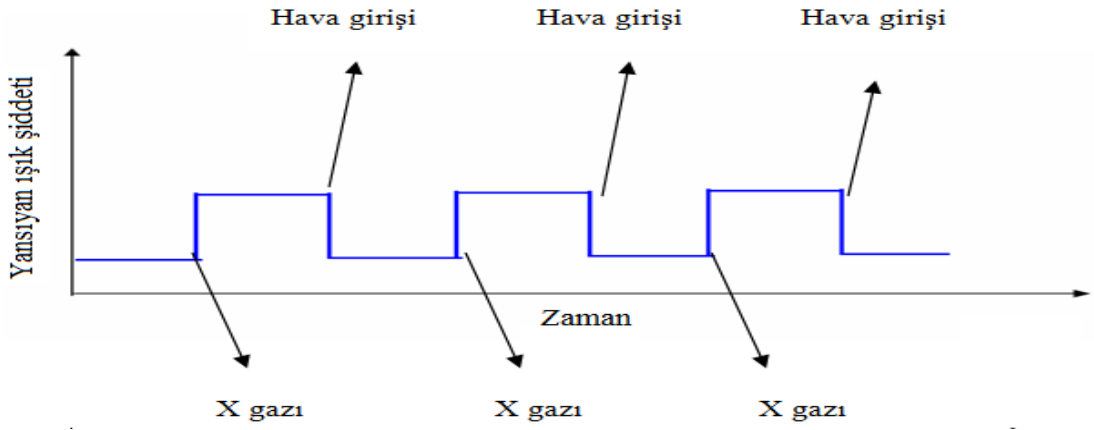 Hava girişi Hava girişi Hava girişi
Yansıyan ışık şiddeti
Zaman
X gazı X gazı X gazı